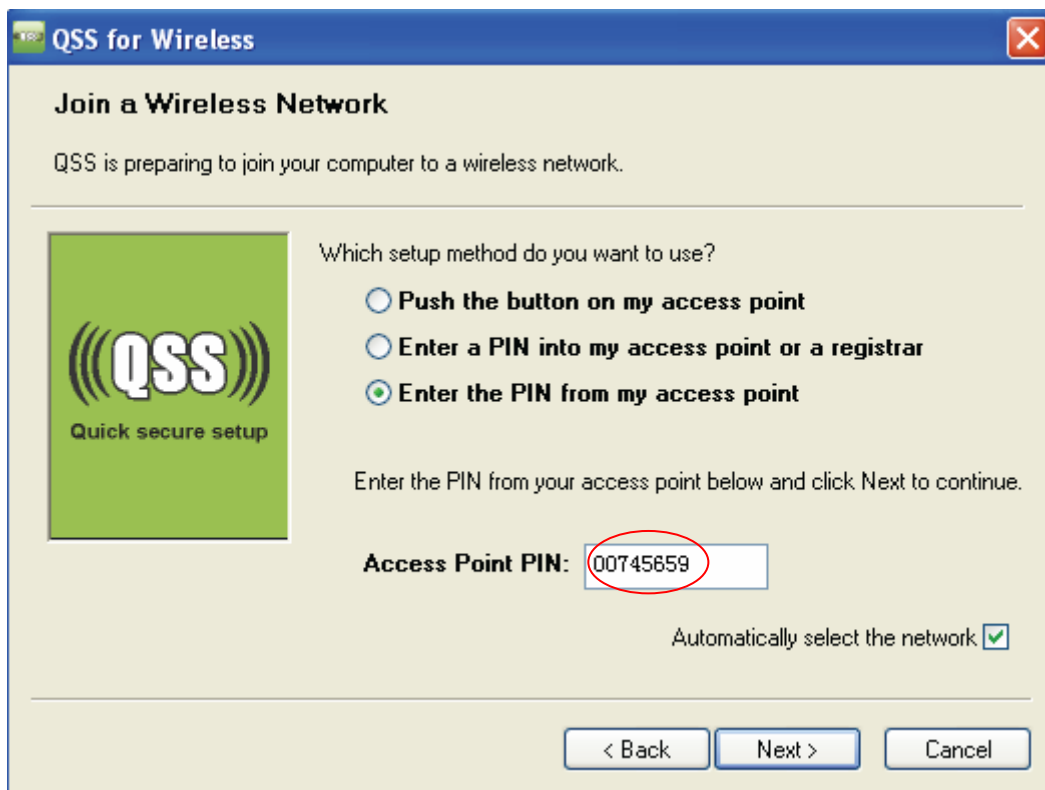 QSS for Wireless
Join a Wireless Network
QSS is preparing to join your computer to a wireless network.
Which setup method do you want to use?
Push the button on my access point
Enter a PIN into my access point or a registrar
Enter the PIN from my access point
(((QSS)))
Quick secure setup
Enter the PIN from your access point below and click Next to continue.
Access Point PIN: 00745659
Automatically select the network
< Back Next > Cancel